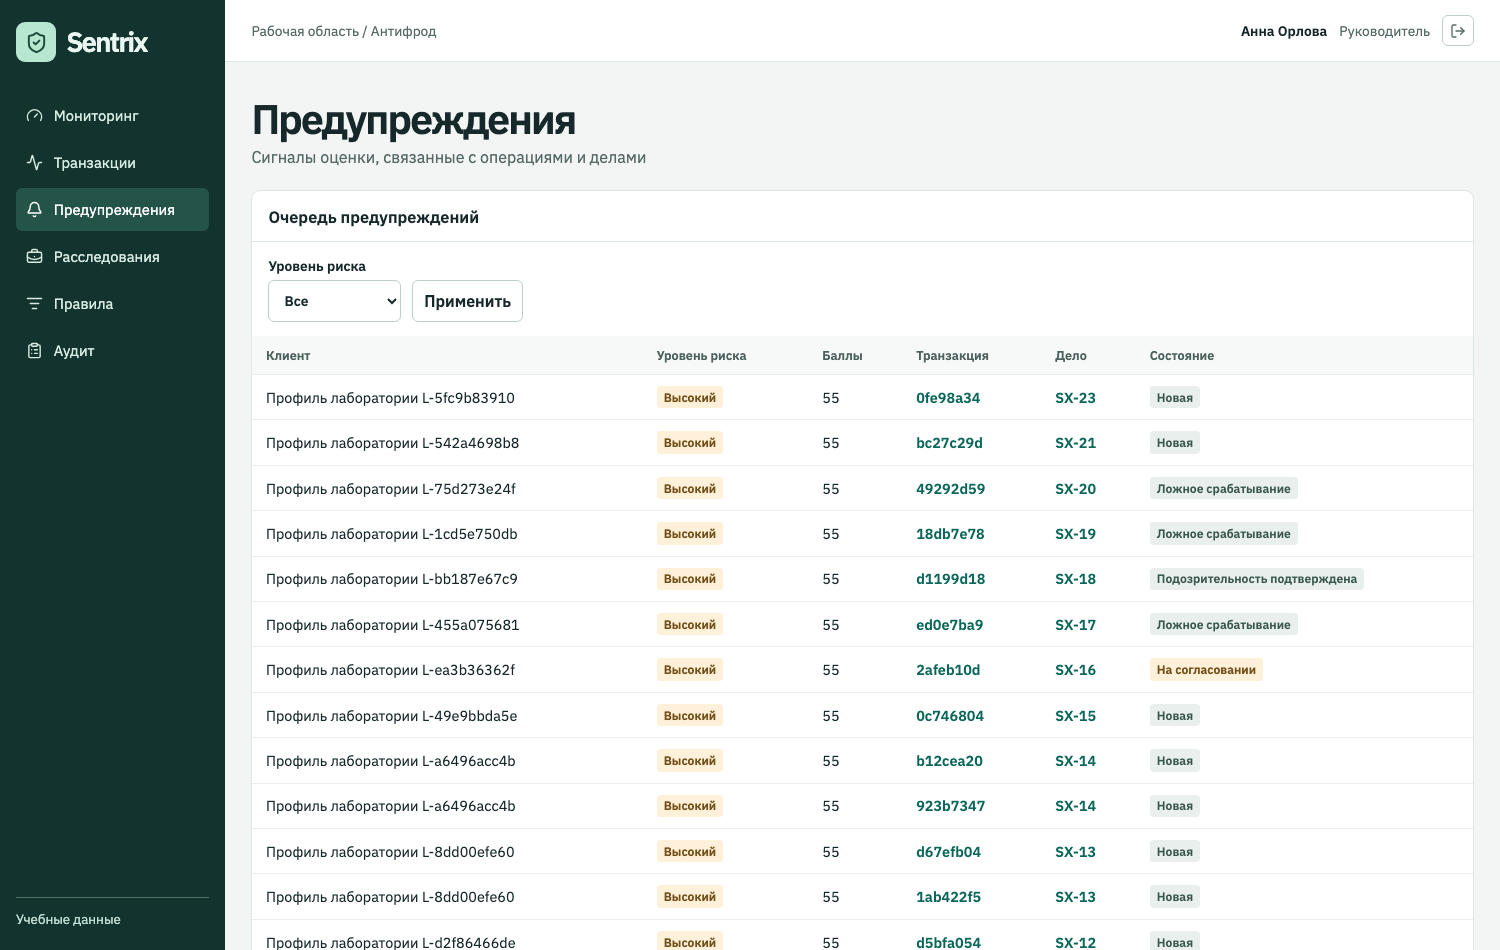 Sentrix
Мониторинг
Транзакции
Предупреждения
Расследования
Правила
Аудит
Учебные данные
Рабочая область / Антифрод
Анна Орлова Руководитель
Предупреждения
Сигналы оценки, связанные с операциями и делами
Очередь предупреждений
Уровень риска
Все Применить
Клиент Уровень риска Баллы Транзакция Дело Состояние
Профиль лаборатории L-5fc9b83910 Высокий 55 0fe98a34 SX-23 Новая
Профиль лаборатории L-542a4698b8 Высокий 55 bc27c29d SX-21 Новая
Профиль лаборатории L-75d273e24f Высокий 55 49292d59 SX-20 Ложное срабатывание
Профиль лаборатории L-1cd5e750db Высокий 55 18db7e78 SX-19 Ложное срабатывание
Профиль лаборатории L-bb187e67c9 Высокий 55 d1199d18 SX-18 Подозрительность подтверждена
Профиль лаборатории L-455a075681 Высокий 55 ed0e7ba9 SX-17 Ложное срабатывание
Профиль лаборатории L-ea3b36362f Высокий 55 2afeb10d SX-16 На согласовании
Профиль лаборатории L-49e9bbda5e Высокий 55 0c746804 SX-15 Новая
Профиль лаборатории L-a6496acc4b Высокий 55 b12cea20 SX-14 Новая
Профиль лаборатории L-a6496acc4b Высокий 55 923b7347 SX-14 Новая
Профиль лаборатории L-8dd00efe60 Высокий 55 d67efb04 SX-13 Новая
Профиль лаборатории L-8dd00efe60 Высокий 55 1ab422f5 SX-13 Новая
Профиль лаборатории L-d2f86466de Высокий 55 d5bfa054 SX-12 Новая